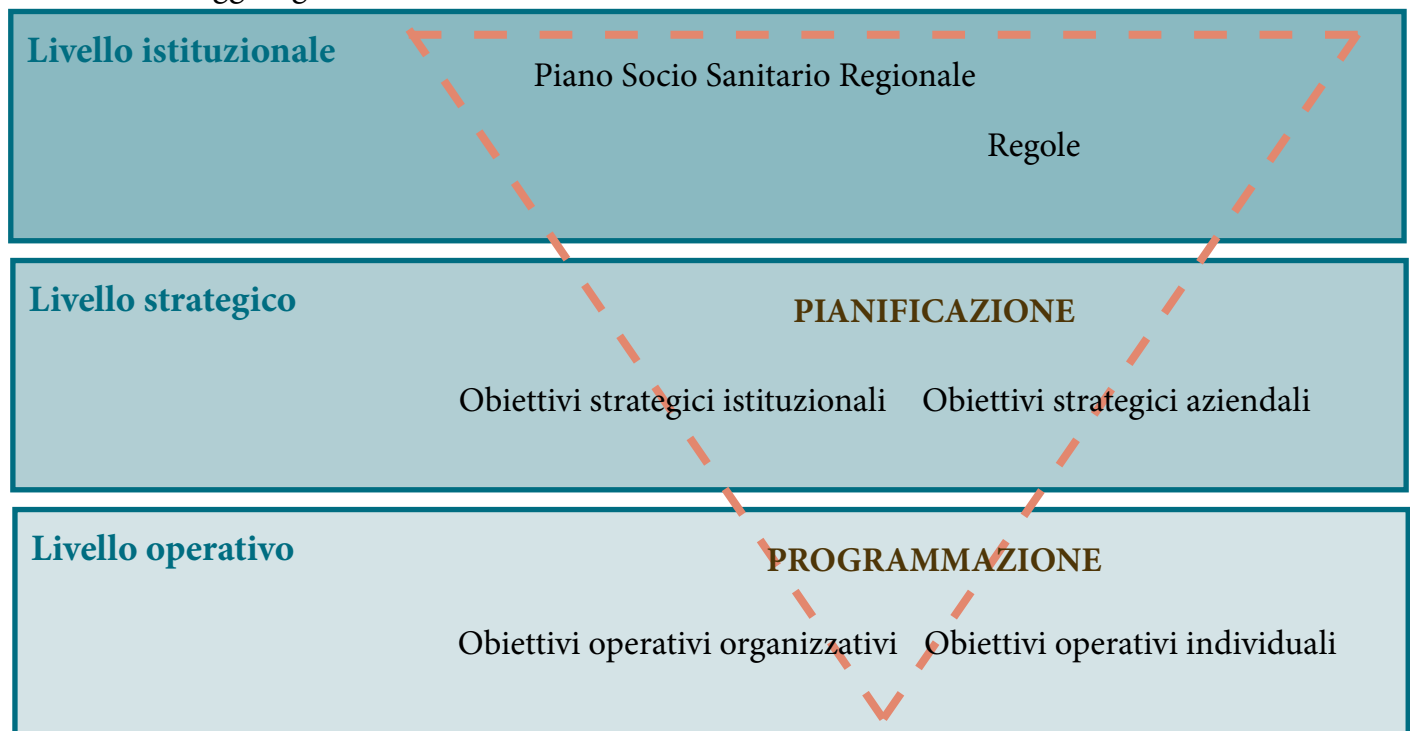 Livello istituzionale
Piano Socio Sanitario Regionale
Regole
Livello strategico
PIANIFICAZIONE
Obiettivi strategici istituzionali Obiettivi strategici aziendali
Livello operativo
PROGRAMMAZIONE
Obiettivi operativi organizzativi Obiettivi operativi individuali